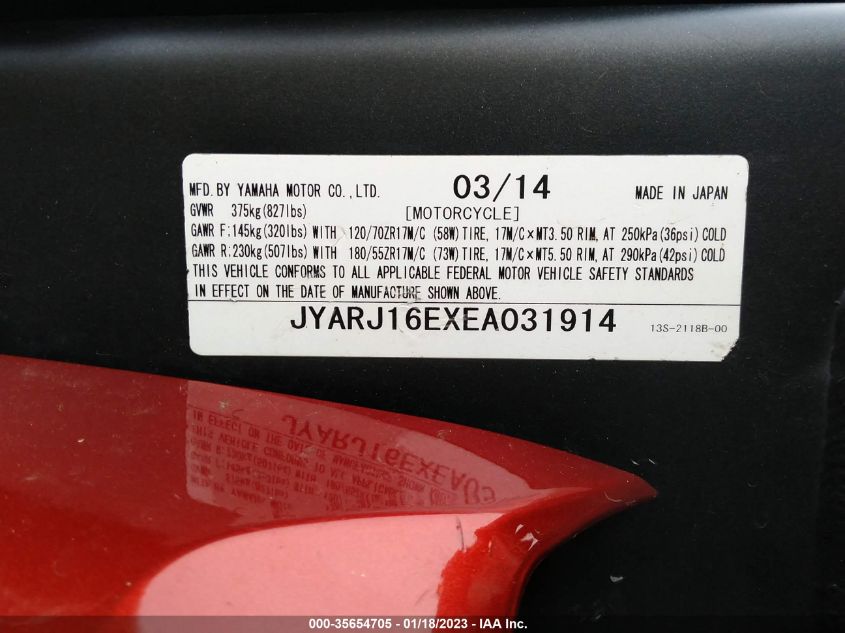 MFD. BY YAMAHA MOTOR CO., LTD. 03/14 MADE IN JAPAN
GVWR 375kg(827lbs) [MOTORCYCLE]
GAWR F:145kg(320lbs) WITH 120/70ZR17M/C (58W) TIRE, 17M/C×MT3.50 RIM, AT 250kPa(36psi) COLD
GAWR R:230kg(507lbs) WITH 180/55ZR17M/C (73W) TIRE, 17M/C×MT5.50 RIM, AT 290kPa(42psi) COLD
THIS VEHICLE CONFORMS TO ALL APPLICABLE FEDERAL MOTOR VEHICLE SAFETY STANDARDS
IN EFFECT ON THE DATE OF MANUFACTURE SHOWN ABOVE.
JYARJ16EXEA031914 13S-2118B-00
000-35654705 - 01/18/2023 - IAA Inc.